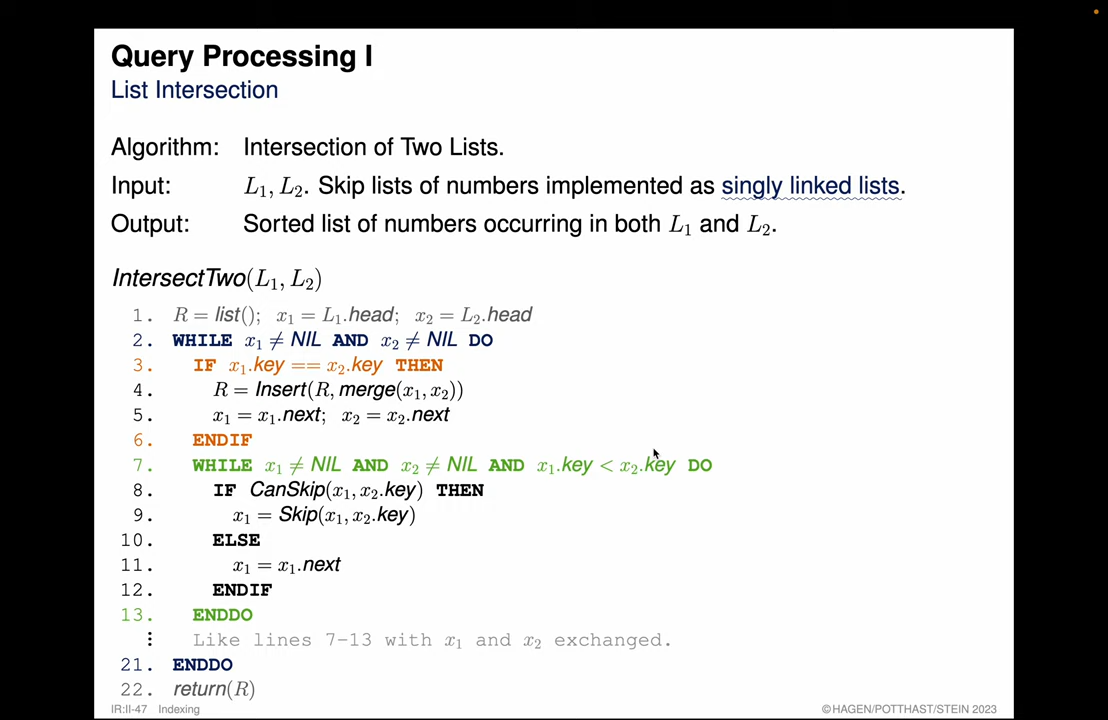 Query Processing I
List Intersection
Algorithm: Intersection of Two Lists.
Input: L₁, L₂. Skip lists of numbers implemented as singly linked lists.
Output: Sorted list of numbers occurring in both L₁ and L₂.
IntersectTwo(L₁, L₂)
1. R = list(); x₁ = L₁.head; x₂ = L₂.head
2. WHILE x₁ ≠ NIL AND x₂ ≠ NIL DO
3. IF x₁.key == x₂.key THEN
4. R = Insert(R, merge(x₁, x₂))
5. x₁ = x₁.next; x₂ = x₂.next
6. ENDIF
7. WHILE x₁ ≠ NIL AND x₂ ≠ NIL AND x₁.key < x₂.key DO
8. IF CanSkip(x₁, x₂.key) THEN
9. x₁ = Skip(x₁, x₂.key)
10. ELSE
11. x₁ = x₁.next
12. ENDIF
13. ENDDO
⋮ Like lines 7–13 with x₁ and x₂ exchanged.
21. ENDDO
22. return(R)
IR:II-47 Indexing ©HAGEN/POTTHAST/STEIN 2023